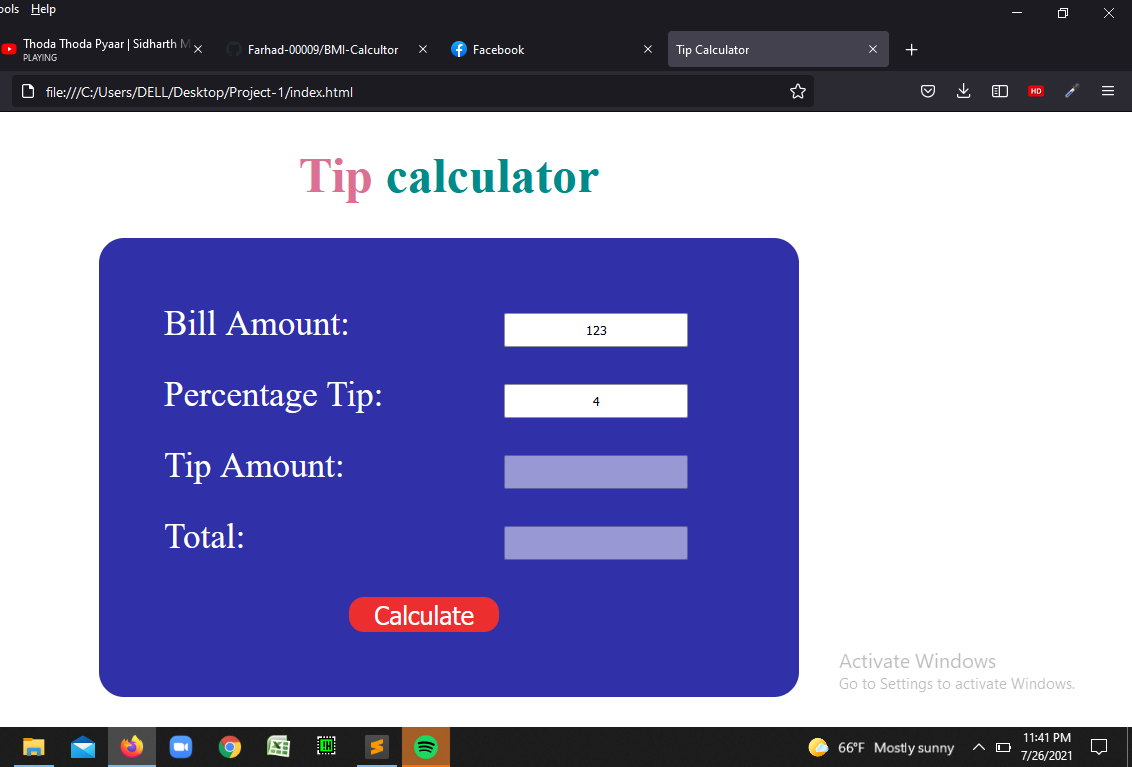 ols Help
Thoda Thoda Pyaar | Sidharth M
PLAYING
Farhad-00009/BMI-Calcultor
Facebook
Tip Calculator
file:///C:/Users/DELL/Desktop/Project-1/index.html
HD
Tip calculator
Bill Amount: 123
Percentage Tip: 4
Tip Amount:
Total:
Calculate
Activate Windows
Go to Settings to activate Windows.
66°F Mostly sunny
11:41 PM
7/26/2021